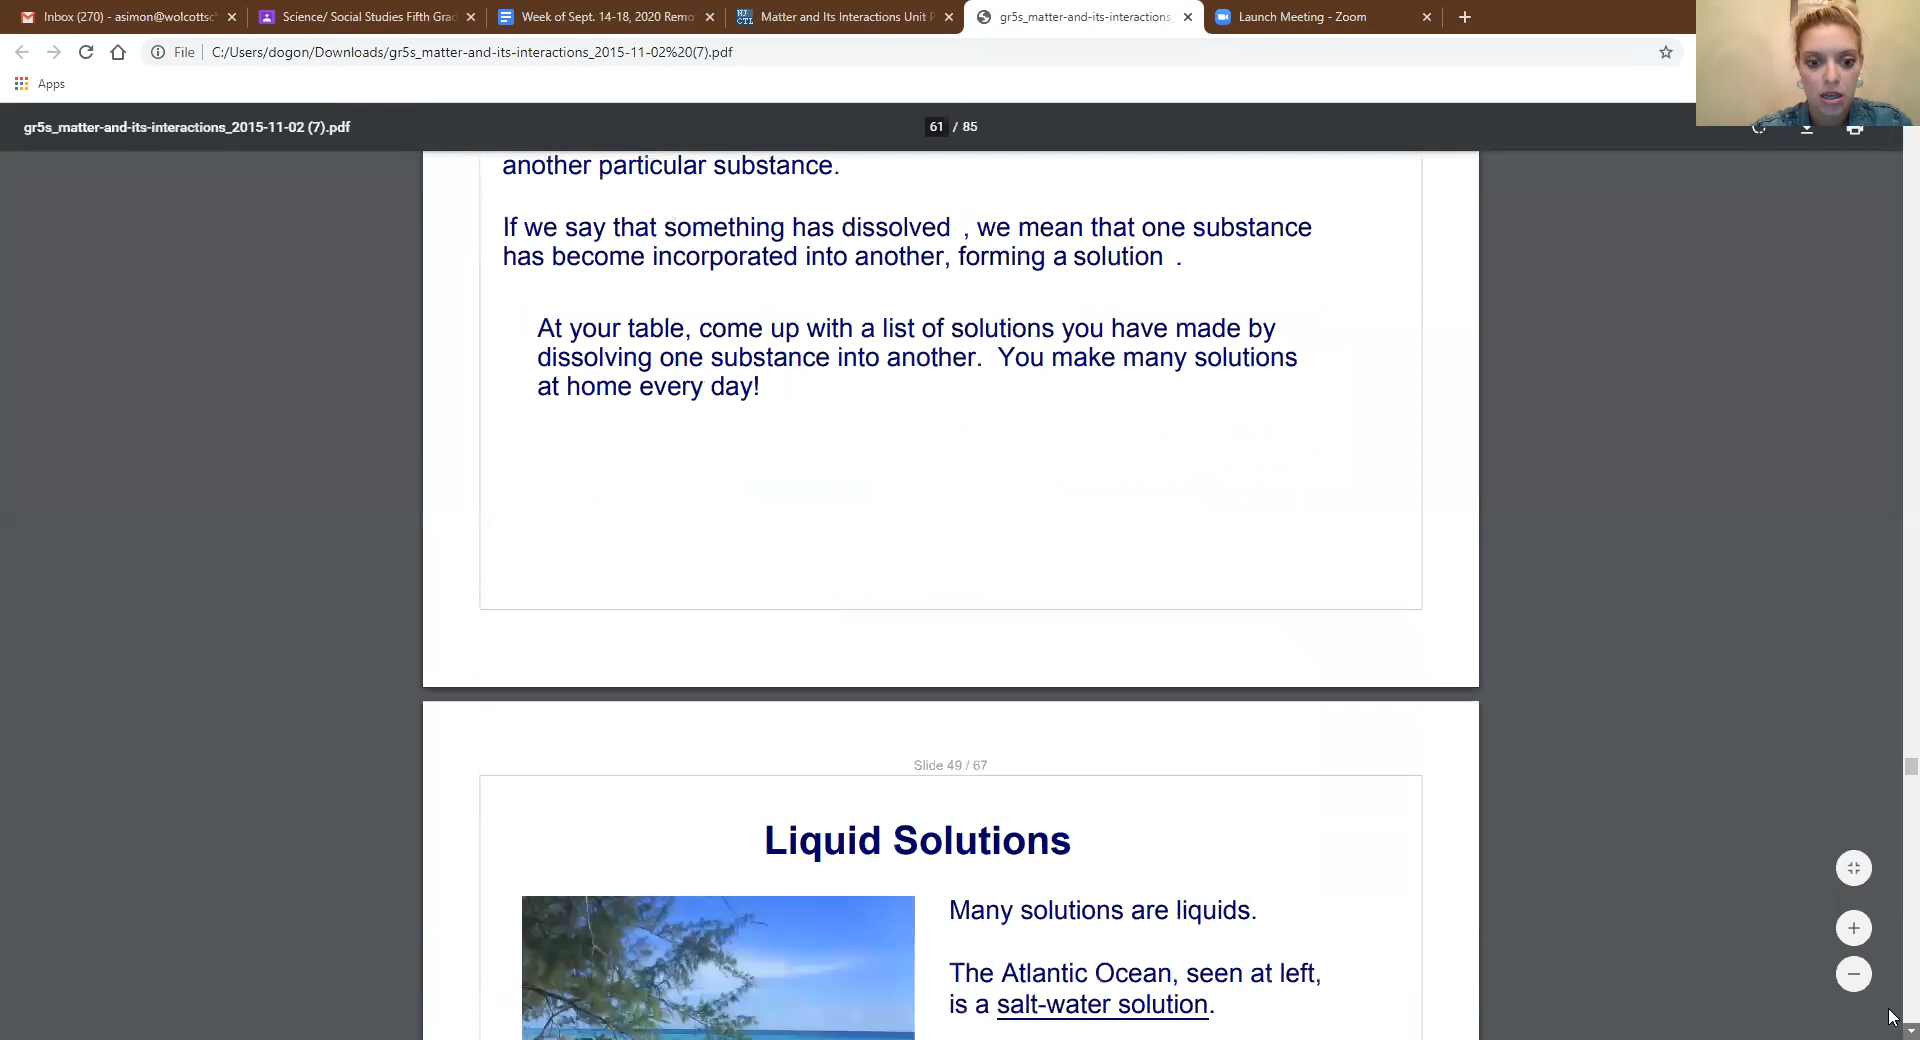 Inbox (270) - asimon@wolcottsc
Science/ Social Studies Fifth Grad
Week of Sept. 14-18, 2020 Remo
NJ CTL
Matter and Its Interactions Unit P
gr5s_matter-and-its-interactions_
Launch Meeting - Zoom
File
C:/Users/dogon/Downloads/gr5s_matter-and-its-interactions_2015-11-02%20(7).pdf
Apps
gr5s_matter-and-its-interactions_2015-11-02 (7).pdf
61 / 85
another particular substance.
If we say that something has dissolved , we mean that one substance
has become incorporated into another, forming a solution .
At your table, come up with a list of solutions you have made by
dissolving one substance into another. You make many solutions
at home every day!
Slide 49 / 67
Liquid Solutions
Many solutions are liquids.
The Atlantic Ocean, seen at left,
is a salt-water solution.